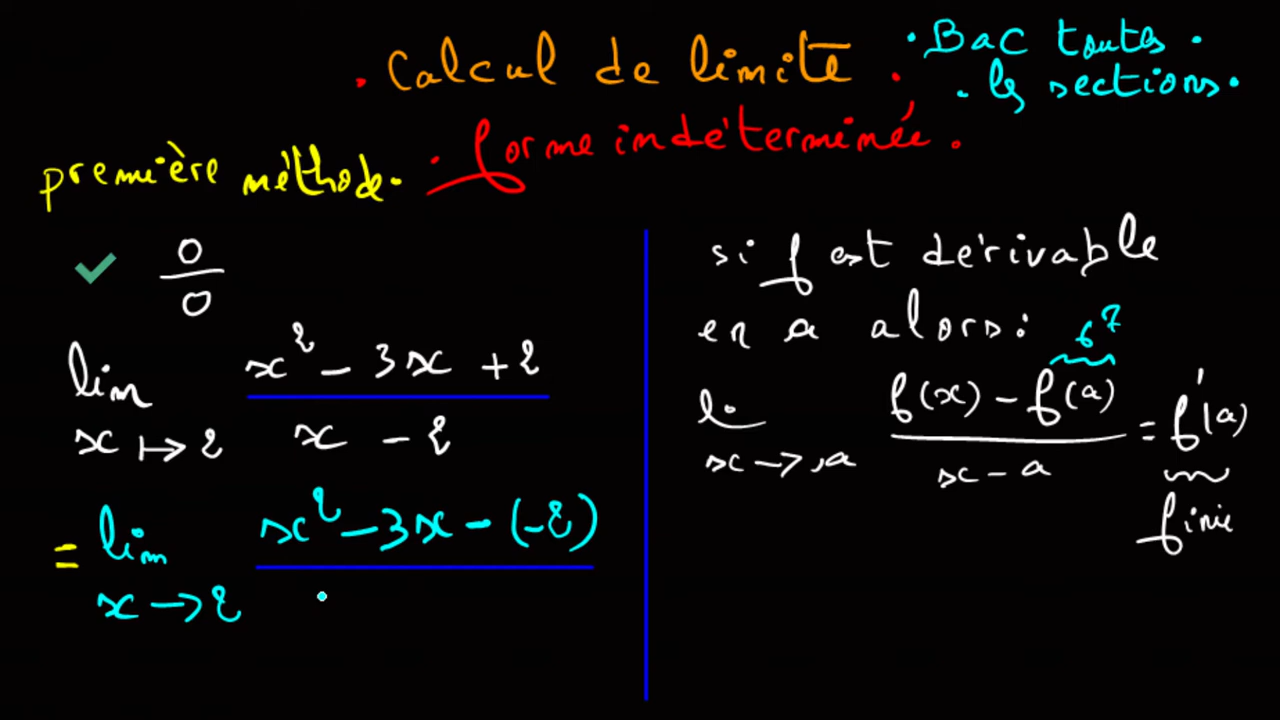 . Calcul de limite .
. Bac toutes .
. les sections .
. forme indéterminée .
première méthode .
✓ 0/0
lim x ↦ 2 (x² - 3x + 2)/(x - 2)
= lim x → 2 x² - 3x - (-2)
si f est dérivable
en a alors :
lim x → a (f(x) - f(a))/(x - a) = f'(a)
finie